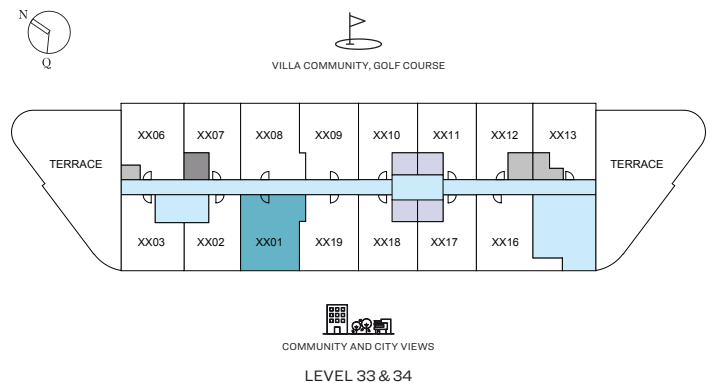 N
Q
VILLA COMMUNITY, GOLF COURSE
XX06 XX07 XX08 XX09 XX10 XX11 XX12 XX13
TERRACE TERRACE
XX03 XX02 XX01 XX19 XX18 XX17 XX16
COMMUNITY AND CITY VIEWS
LEVEL 33 & 34